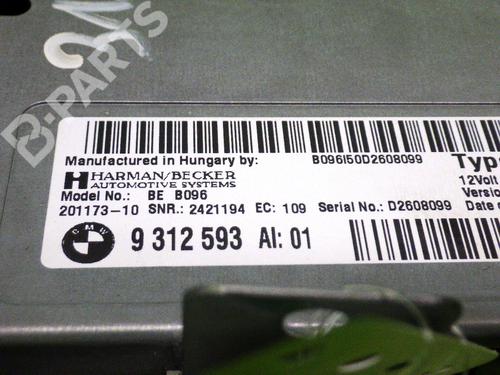 21
B-PARTS
Manufactured in Hungary by: B096I50D2608099 Typ
HARMAN/BECKER 12Volt
AUTOMOTIVE SYSTEMS
Model No.: BE B096 Versio
201173-10 SNR.: 2421194 EC: 109 Serial No.: D2608099 Date o
BMW 9 312 593 AI: 01